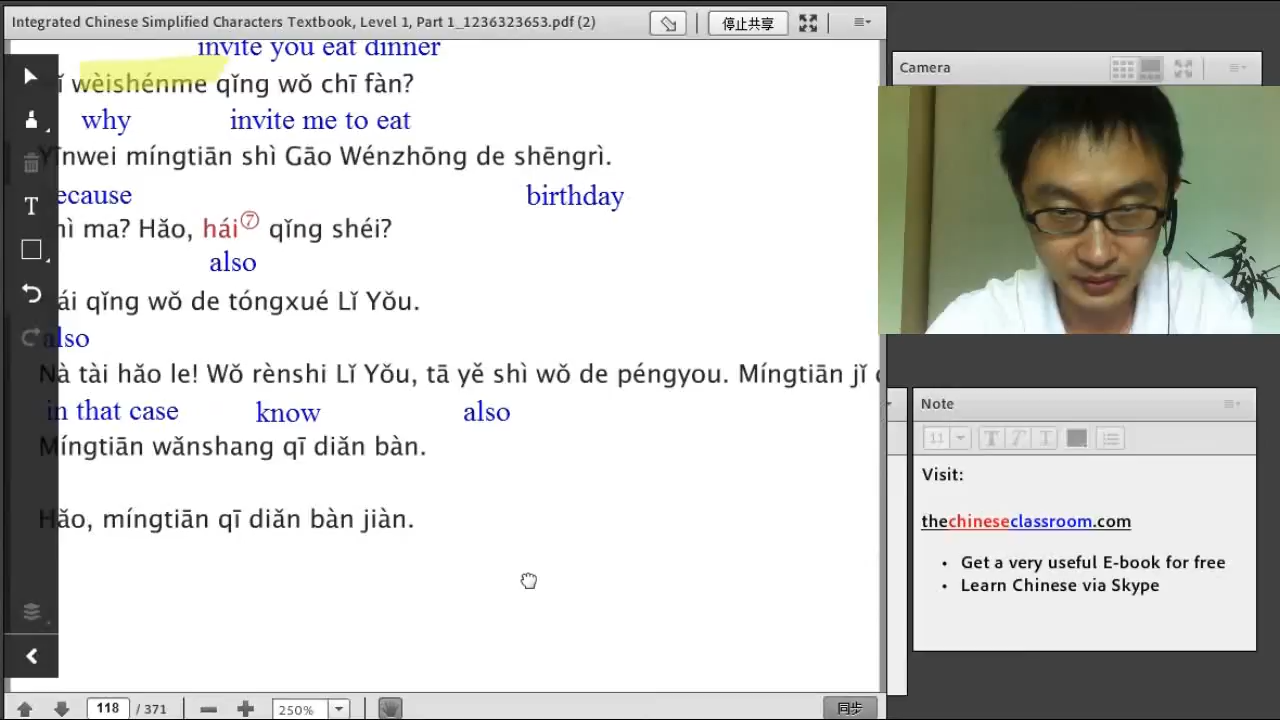 Integrated Chinese Simplified Characters Textbook, Level 1, Part 1_1236323653.pdf (2)
停止共享
invite you eat dinner
wèishénme qǐng wǒ chī fàn?
why invite me to eat
Yīnwei míngtiān shì Gāo Wénzhōng de shēngrì.
ecause birthday
ì ma? Hǎo, hái⑦ qǐng shéi?
also
ái qǐng wǒ de tóngxué Lǐ Yǒu.
also
Nà tài hǎo le! Wǒ rènshi Lǐ Yǒu, tā yě shì wǒ de péngyou. Míngtiān jǐ
in that case know also
Míngtiān wǎnshang qī diǎn bàn.
Hǎo, míngtiān qī diǎn bàn jiàn.
118 / 371
250%
同步
Camera
Note
11
Visit:
thechineseclassroom.com
• Get a very useful E-book for free
• Learn Chinese via Skype